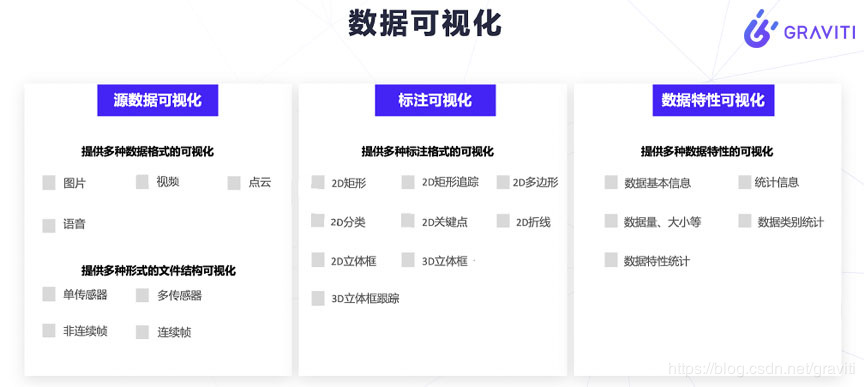 数据可视化
GRAVITI
源数据可视化
提供多种数据格式的可视化
图片 视频 点云
语音
提供多种形式的文件结构可视化
单传感器 多传感器
非连续帧 连续帧
标注可视化
提供多种标注格式的可视化
2D矩形 2D矩形追踪 2D多边形
2D分类 2D关键点 2D折线
2D立体框 3D立体框
3D立体框跟踪
数据特性可视化
提供多种数据特性的可视化
数据基本信息 统计信息
数据量、大小等 数据类别统计
数据特性统计
https://blog.csdn.net/graviti